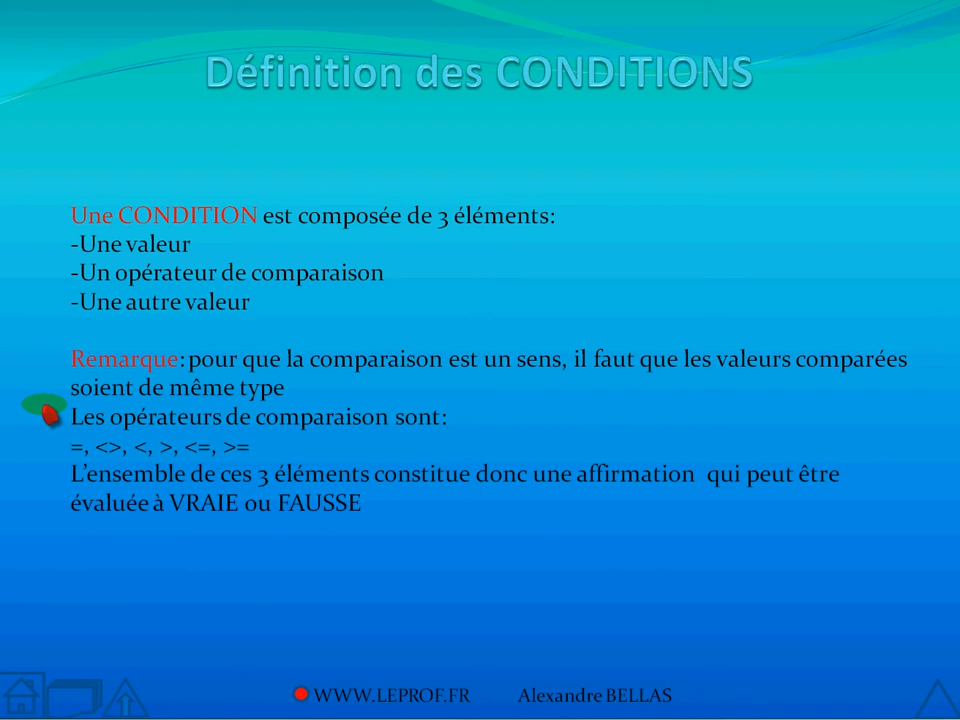 Définition des CONDITIONS
Une CONDITION est composée de 3 éléments:
-Une valeur
-Un opérateur de comparaison
-Une autre valeur
Remarque: pour que la comparaison est un sens, il faut que les valeurs comparées
soient de même type
Les opérateurs de comparaison sont:
=, <>, <, >, <=, >=
L'ensemble de ces 3 éléments constitue donc une affirmation qui peut être
évaluée à VRAIE ou FAUSSE
WWW.LEPROF.FR Alexandre BELLAS